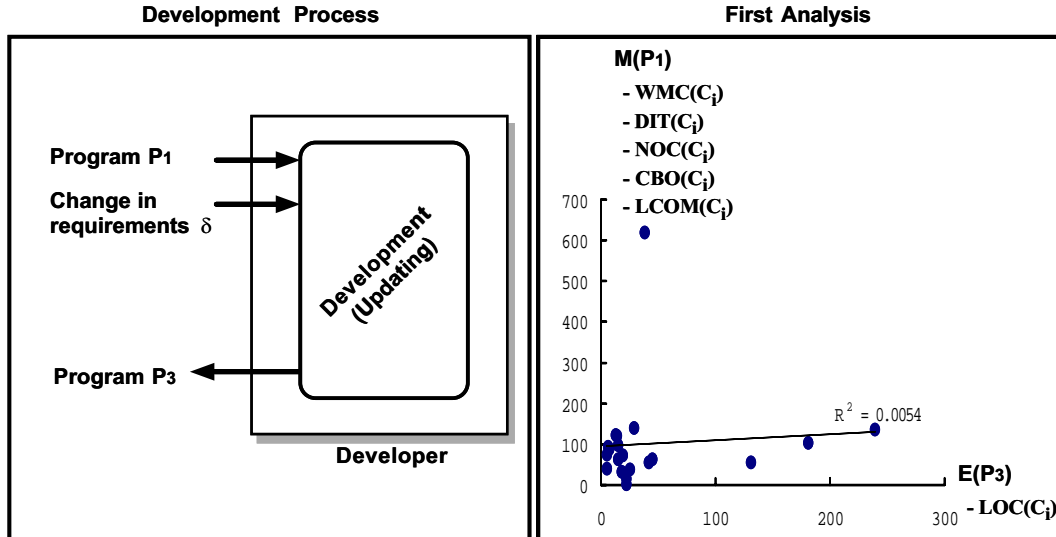 Development Process
Program P1
Change in
requirements δ
Development
(Updating)
Program P3
Developer
First Analysis
M(P1)
- WMC(Ci)
- DIT(Ci)
- NOC(Ci)
- CBO(Ci)
- LCOM(Ci)
700
600
500
400
300
200
100
0
R² = 0.0054
E(P3)
- LOC(Ci)
0 100 200 300